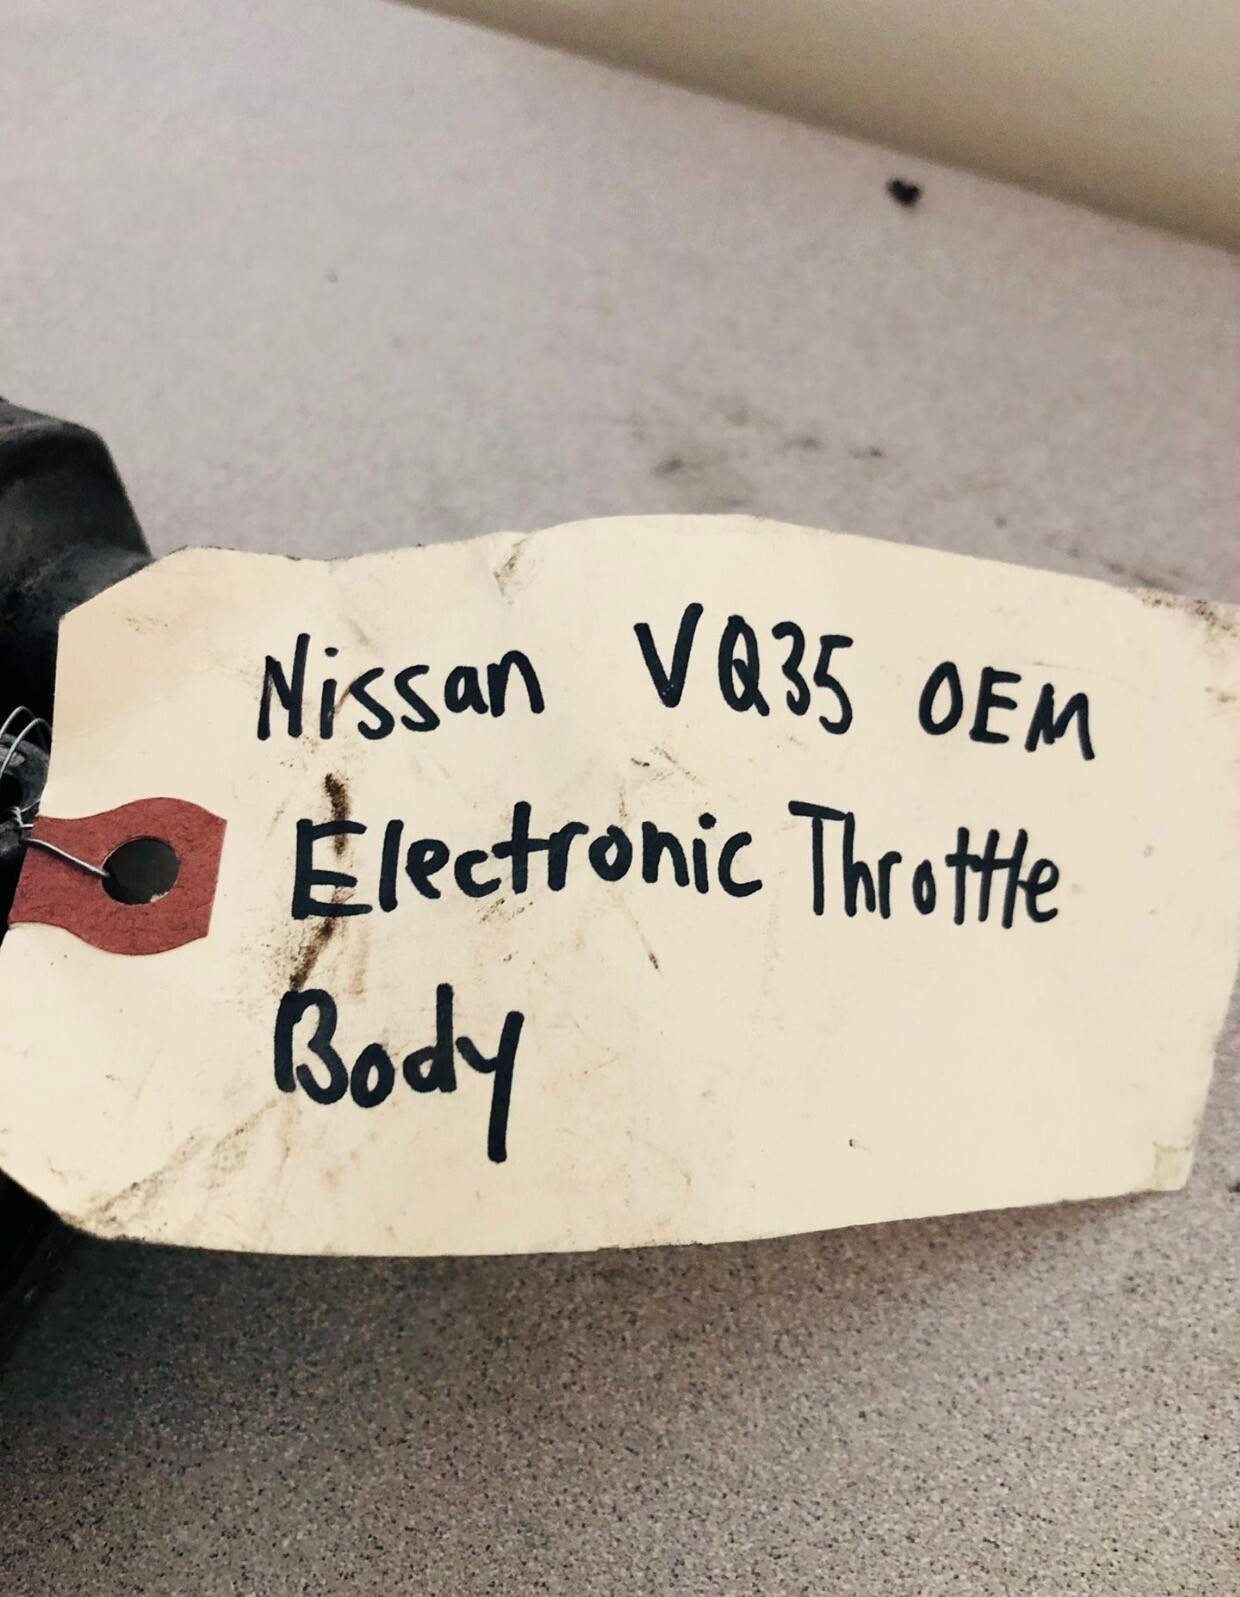 Nissan VQ35 OEM
Electronic Throttle
Body